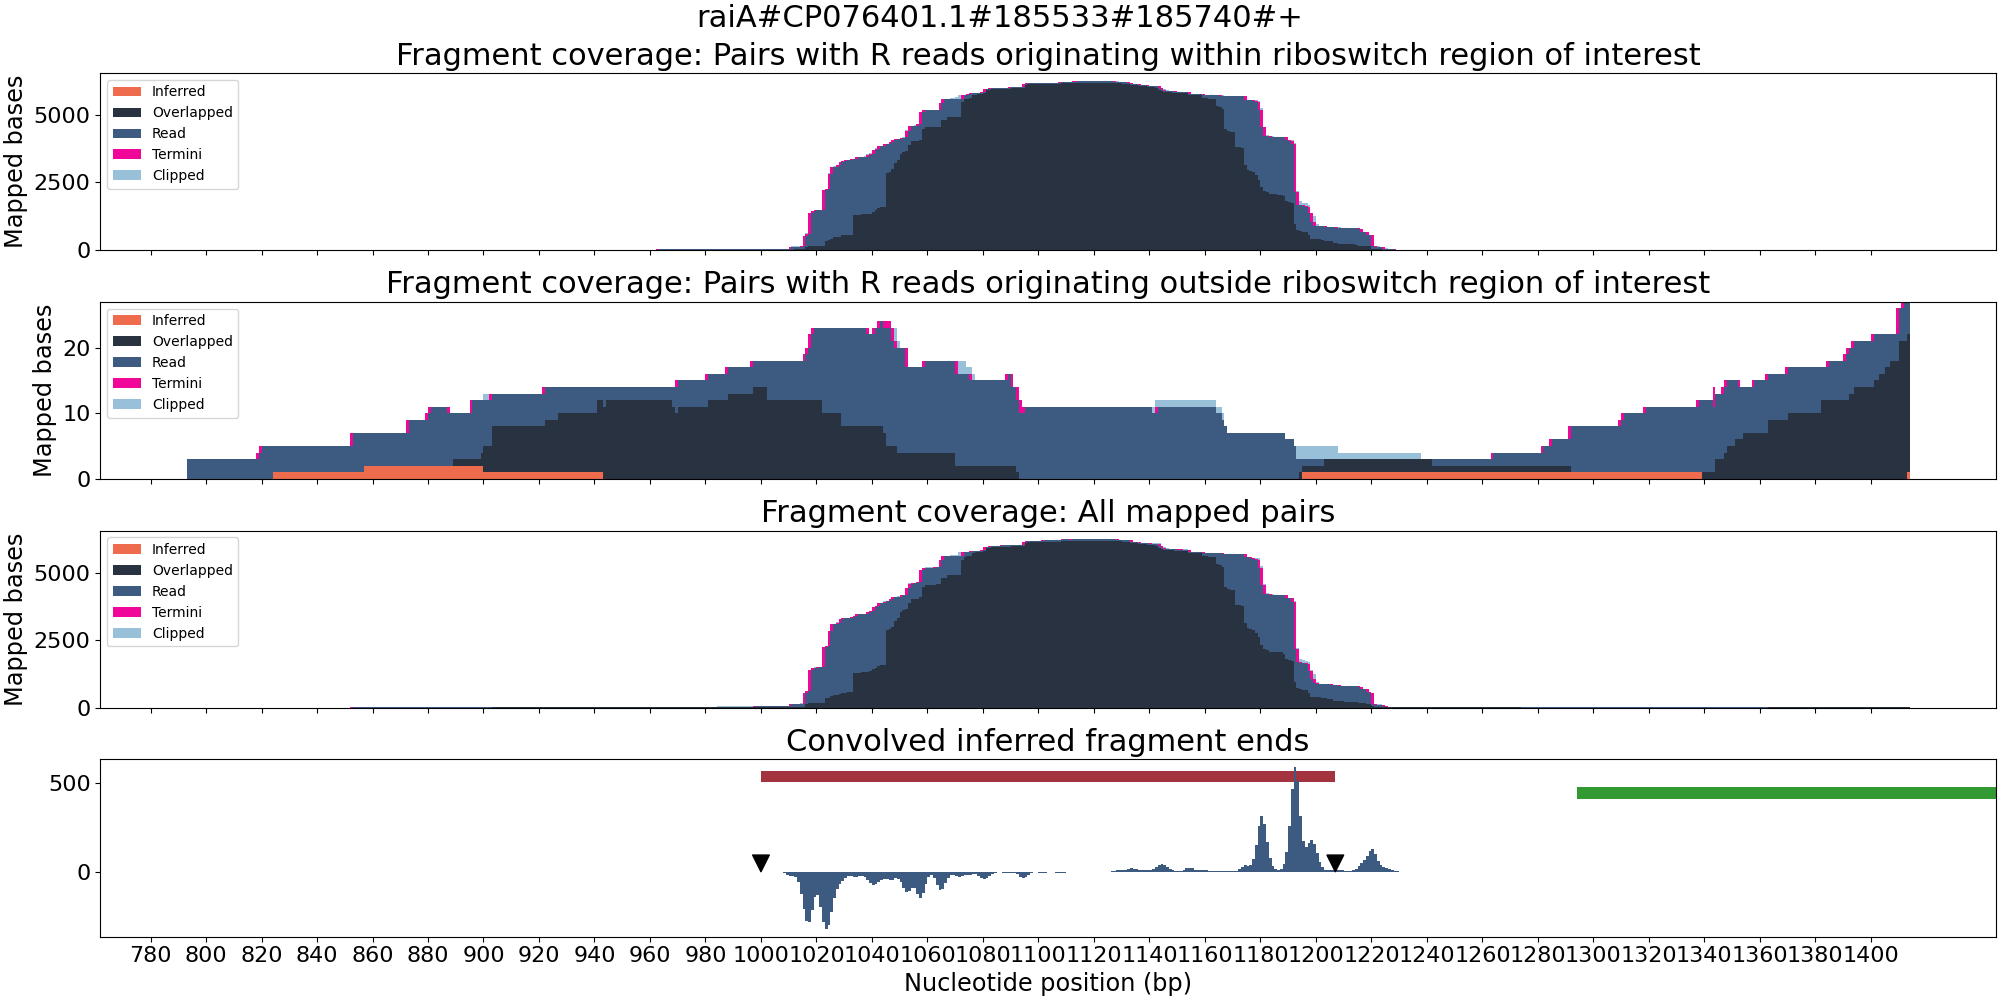 raiA#CP076401.1#185533#185740#+
Fragment coverage: Pairs with R reads originating within riboswitch region of interest
Mapped bases
5000
2500
0
Inferred
Overlapped
Read
Termini
Clipped
Fragment coverage: Pairs with R reads originating outside riboswitch region of interest
Mapped bases
20
10
0
Inferred
Overlapped
Read
Termini
Clipped
Fragment coverage: All mapped pairs
Mapped bases
5000
2500
0
Inferred
Overlapped
Read
Termini
Clipped
Convolved inferred fragment ends
500
0
780 800 820 840 860 880 900 920 940 960 980 1000 1020 1040 1060 1080 1100 1120 1140 1160 1180 1200 1220 1240 1260 1280 1300 1320 1340 1360 1380 1400
Nucleotide position (bp)